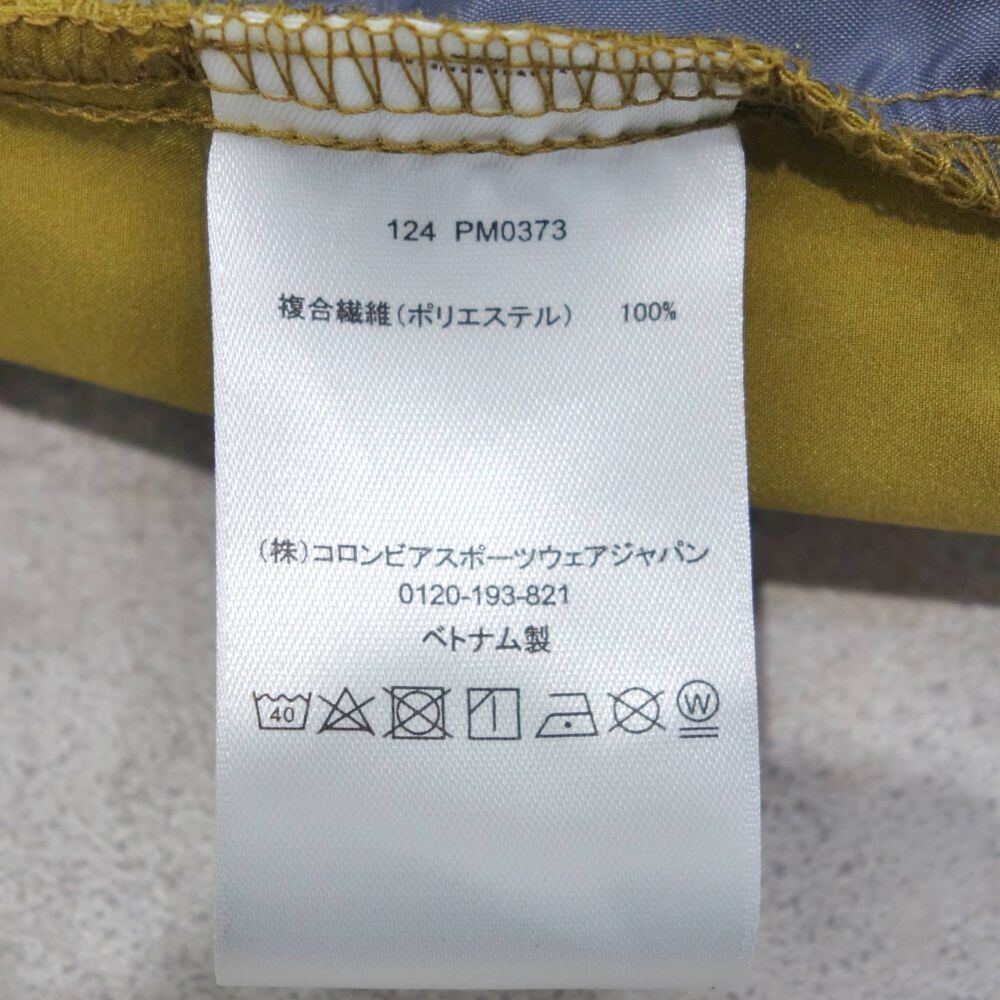 124 PM0373
複合繊維(ポリエステル) 100%
(株)コロンビアスポーツウェアジャパン
0120-193-821
ベトナム製
40 W